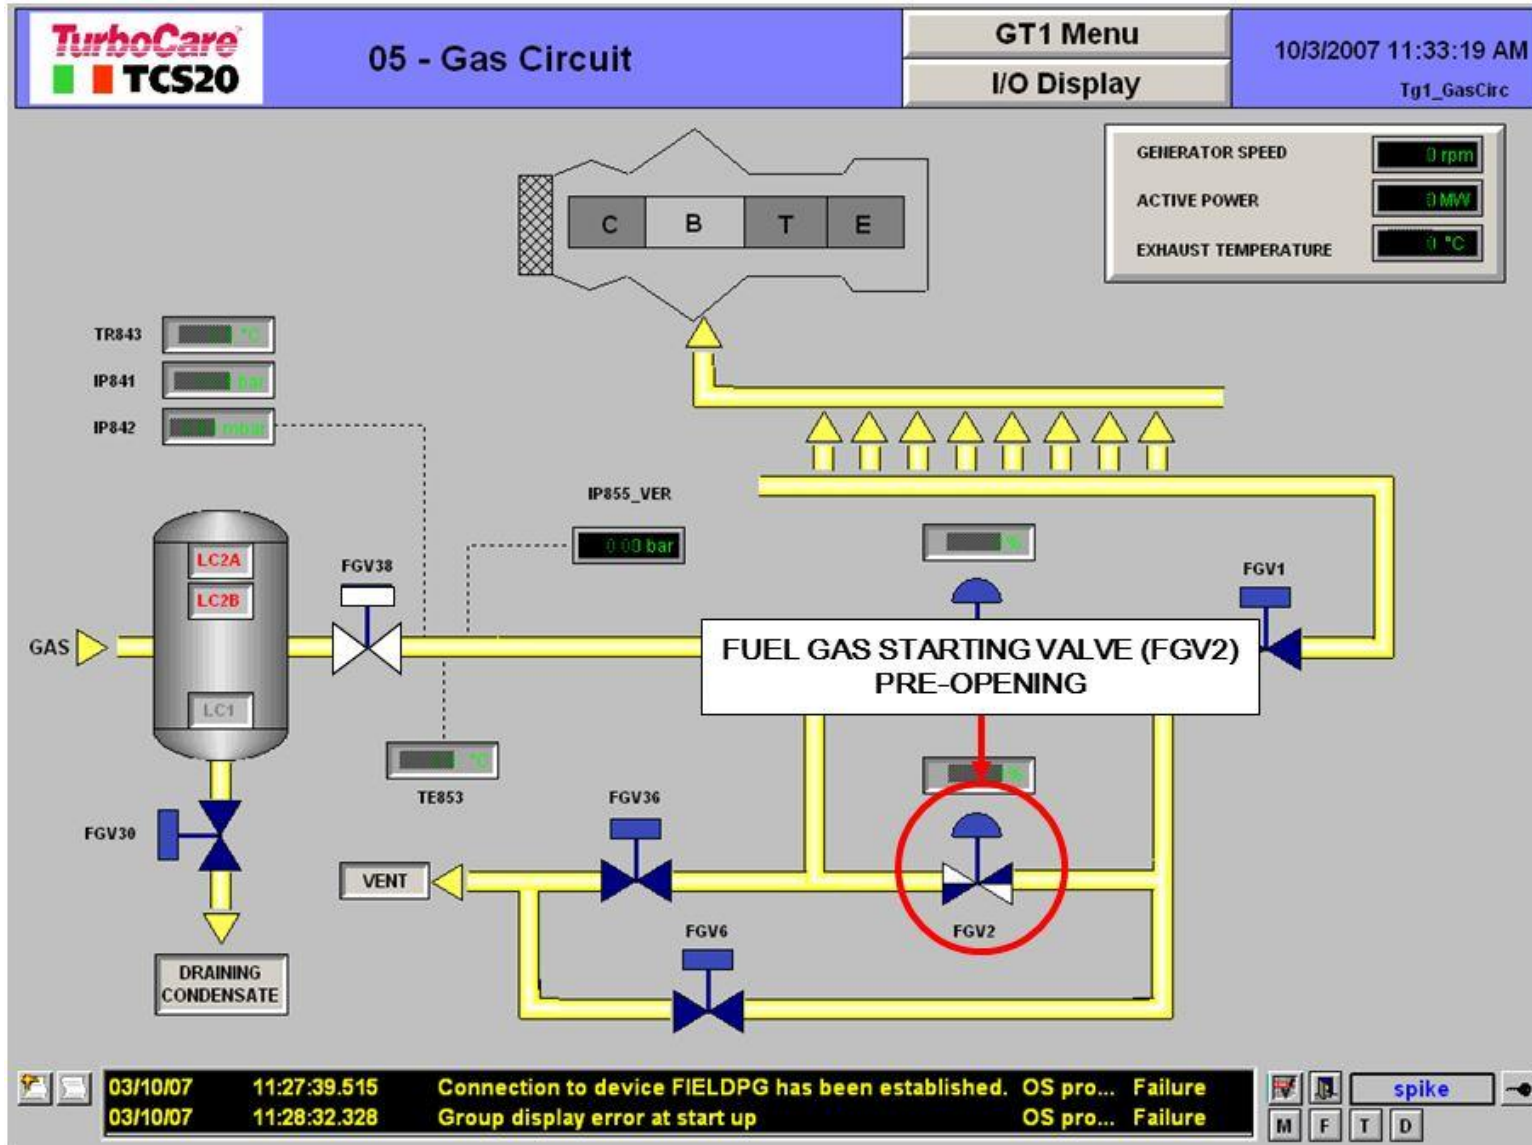 TurboCare
TCS20
05 - Gas Circuit
GT1 Menu
I/O Display
10/3/2007 11:33:19 AM
Tg1_GasCirc
GENERATOR SPEED
0 rpm
ACTIVE POWER
0 MW
EXHAUST TEMPERATURE
0 °C
C B T E
TR843
°C
IP841
bar
IP842
mbar
IP855_VER
0.00 bar
%
LC2A
LC2B
LC1
GAS
FGV38
FGV1
FUEL GAS STARTING VALVE (FGV2)
PRE-OPENING
°C
TE853
%
FGV30
FGV36
VENT
FGV2
FGV6
DRAINING
CONDENSATE
03/10/07 11:27:39.515 Connection to device FIELDPG has been established. OS pro... Failure
03/10/07 11:28:32.328 Group display error at start up OS pro... Failure
spike
M F T D